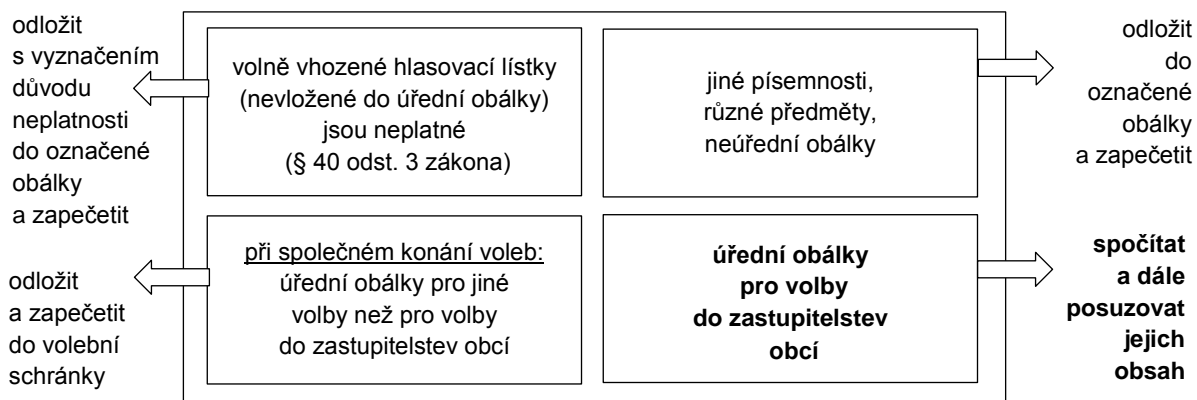 odložit
s vyznačením
důvodu
neplatnosti
do označené
obálky
a zapečetit
volně vhozené hlasovací lístky
(nevložené do úřední obálky)
jsou neplatné
(§ 40 odst. 3 zákona)
jiné písemnosti,
různé předměty,
neúřední obálky
odložit
do
označené
obálky
a zapečetit
odložit
a zapečetit
do volební
schránky
při společném konání voleb:
úřední obálky pro jiné
volby než pro volby
do zastupitelstev obcí
úřední obálky
pro volby
do zastupitelstev
obcí
spočítat
a dále
posuzovat
jejich
obsah